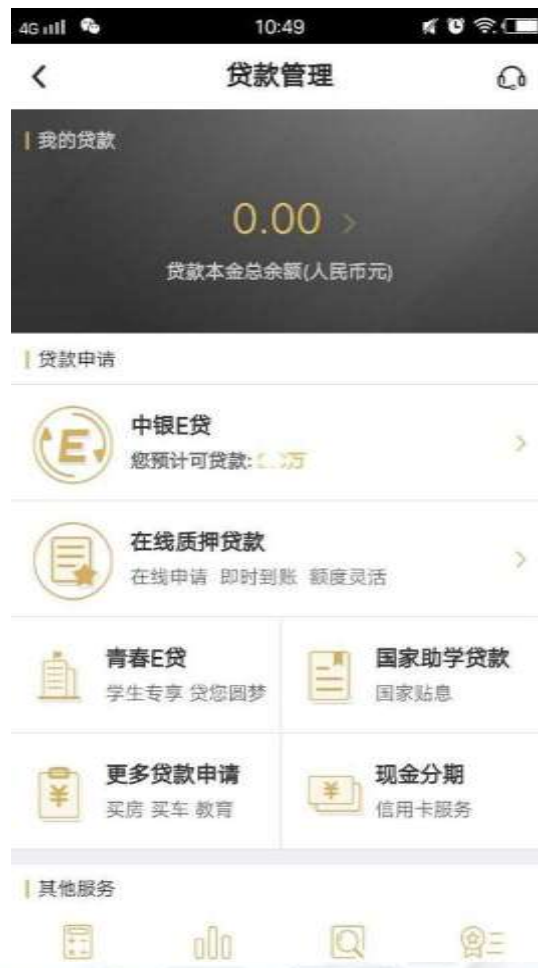 4G
10:49
贷款管理
我的贷款
0.00
贷款本金总余额(人民币元)
贷款申请
E
中银E贷
您预计可贷款: 万
在线质押贷款
在线申请 即时到账 额度灵活
青春E贷
学生专享 贷您圆梦
国家助学贷款
国家贴息
更多贷款申请
买房 买车 教育
¥
现金分期
信用卡服务
¥
其他服务